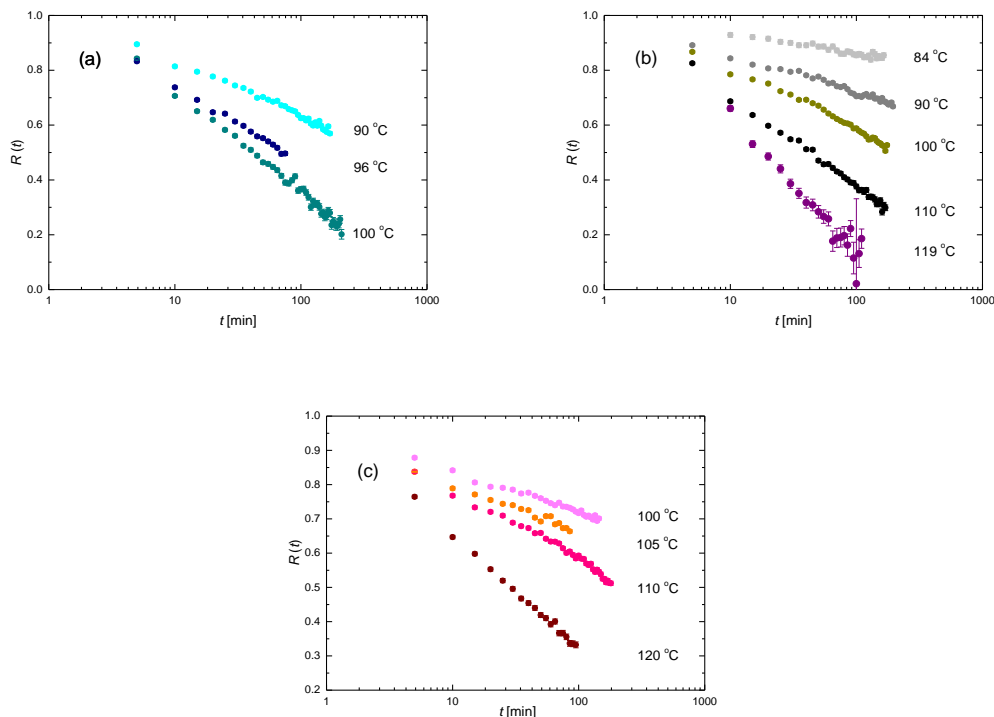 (a)
1.0
0.8
0.6
0.4
0.2
0.0
R (t)
90 °C
96 °C
100 °C
1 10 100 1000
t [min]
(b)
1.0
0.8
0.6
0.4
0.2
0.0
R (t)
84 °C
90 °C
100 °C
110 °C
119 °C
1 10 100 1000
t [min]
(c)
1.0
0.9
0.8
0.7
0.6
0.5
0.4
0.3
0.2
R (t)
100 °C
105 °C
110 °C
120 °C
1 10 100 1000
t [min]